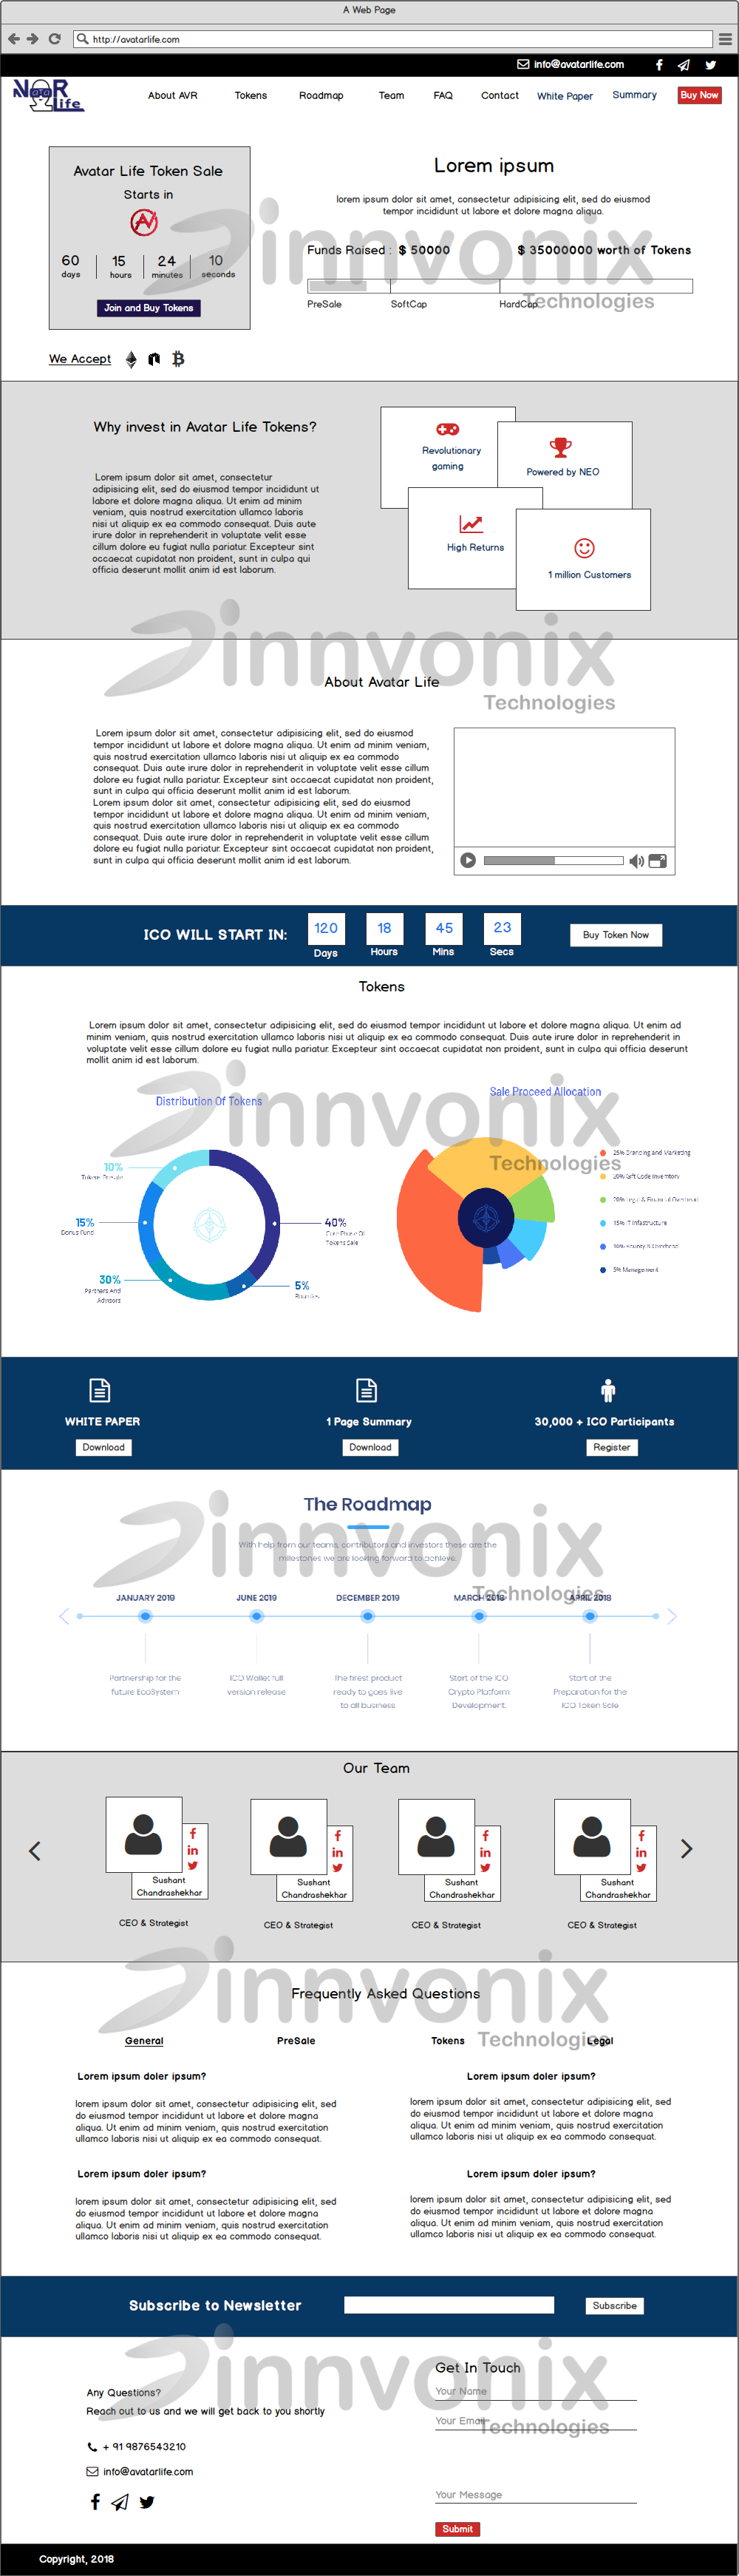 A Web Page
http://avatarlife.com
info@avatarlife.com
NOOR
Life
About AVR Tokens Roadmap Team FAQ Contact White Paper Summary Buy Now
Avatar Life Token Sale
Starts in
60 15 24 10
days hours minutes seconds
Join and Buy Tokens
We Accept
Lorem ipsum
lorem ipsum dolor sit amet, consectetur adipisicing elit, sed do eiusmod
tempor incididunt ut labore et dolore magna aliqua.
Funds Raised : $ 50000 $ 35000000 worth of Tokens
PreSale SoftCap HardCap
innvonix
Technologies
Why invest in Avatar Life Tokens?
Lorem ipsum dolor sit amet, consectetur
adipisicing elit, sed do eiusmod tempor incididunt ut
labore et dolore magna aliqua. Ut enim ad minim
veniam, quis nostrud exercitation ullamco laboris
nisi ut aliquip ex ea commodo consequat. Duis aute
irure dolor in reprehenderit in voluptate velit esse
cillum dolore eu fugiat nulla pariatur. Excepteur sint
occaecat cupidatat non proident, sunt in culpa qui
officia deserunt mollit anim id est laborum.
Revolutionary
gaming
Powered by NEO
High Returns
1 million Customers
innvonix
Technologies
About Avatar Life
Lorem ipsum dolor sit amet, consectetur adipisicing elit, sed do eiusmod
tempor incididunt ut labore et dolore magna aliqua. Ut enim ad minim veniam,
quis nostrud exercitation ullamco laboris nisi ut aliquip ex ea commodo
consequat. Duis aute irure dolor in reprehenderit in voluptate velit esse cillum
dolore eu fugiat nulla pariatur. Excepteur sint occaecat cupidatat non proident,
sunt in culpa qui officia deserunt mollit anim id est laborum.
Lorem ipsum dolor sit amet, consectetur adipisicing elit, sed do eiusmod
tempor incididunt ut labore et dolore magna aliqua. Ut enim ad minim veniam,
quis nostrud exercitation ullamco laboris nisi ut aliquip ex ea commodo
consequat. Duis aute irure dolor in reprehenderit in voluptate velit esse cillum
dolore eu fugiat nulla pariatur. Excepteur sint occaecat cupidatat non proident,
sunt in culpa qui officia deserunt mollit anim id est laborum.
ICO WILL START IN: 120 18 45 23 Buy Token Now
Days Hours Mins Secs
Tokens
Lorem ipsum dolor sit amet, consectetur adipisicing elit, sed do eiusmod tempor incididunt ut labore et dolore magna aliqua. Ut enim ad
minim veniam, quis nostrud exercitation ullamco laboris nisi ut aliquip ex ea commodo consequat. Duis aute irure dolor in reprehenderit in
voluptate velit esse cillum dolore eu fugiat nulla pariatur. Excepteur sint occaecat cupidatat non proident, sunt in culpa qui officia deserunt
mollit anim id est laborum.
innvonix
Technologies
Distribution Of Tokens
10%
Tokens Presale
15%
Bonus Fund
30%
Partners And
Advisors
40%
Tokens Sale
5%
Bounties
Sale Proceed Allocation
25% Branding and Marketing
20% Gift Code Inventory
20% Legal & Financial Overhead
15% IT Infastructure
10% Bounty & Overhead
5% Management
WHITE PAPER 1 Page Summary 30,000 + ICO Participants
Download Download Register
innvonix
Technologies
The Roadmap
With help from our teams, contributors and investors these are the
milestones we are looking forward to achieve.
JANUARY 2019 JUNE 2019 DECEMBER 2019 MARCH 2018 APRIL 2018
Partnership for the
future EcoSystem
ICO Wallet full
version release
The finest product
ready to goes live
to all business
Start of the ICO
Crypto Platform
Development.
Start of the
Preparation for the
ICO Token Sale
Our Team
Sushant
Chandrashekhar
CEO & Strategist
Sushant
Chandrashekhar
CEO & Strategist
Sushant
Chandrashekhar
CEO & Strategist
Sushant
Chandrashekhar
CEO & Strategist
innvonix
Technologies
Frequently Asked Questions
General PreSale Tokens Legal
Lorem ipsum doler ipsum?
lorem ipsum dolor sit amet, consectetur adipisicing elit, sed
do eiusmod tempor incididunt ut labore et dolore magna
aliqua. Ut enim ad minim veniam, quis nostrud exercitation
ullamco laboris nisi ut aliquip ex ea commodo consequat.
Lorem ipsum doler ipsum?
lorem ipsum dolor sit amet, consectetur adipisicing elit, sed
do eiusmod tempor incididunt ut labore et dolore magna
aliqua. Ut enim ad minim veniam, quis nostrud exercitation
ullamco laboris nisi ut aliquip ex ea commodo consequat.
Lorem ipsum doler ipsum?
lorem ipsum dolor sit amet, consectetur adipisicing elit, sed
do eiusmod tempor incididunt ut labore et dolore magna
aliqua. Ut enim ad minim veniam, quis nostrud exercitation
ullamco laboris nisi ut aliquip ex ea commodo consequat.
Lorem ipsum doler ipsum?
lorem ipsum dolor sit amet, consectetur adipisicing elit, sed
do eiusmod tempor incididunt ut labore et dolore magna
aliqua. Ut enim ad minim veniam, quis nostrud exercitation
ullamco laboris nisi ut aliquip ex ea commodo consequat.
Subscribe to Newsletter Subscribe
innvonix
Technologies
Any Questions?
Reach out to us and we will get back to you shortly
+ 91 9876543210
info@avatarlife.com
Get In Touch
Your Name
Your Email
Your Message
Submit
Copyright, 2018